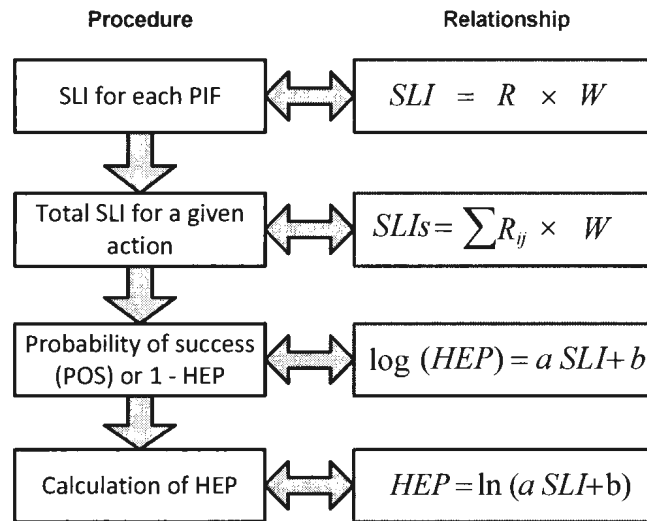 Procedure Relationship
SLI for each PIF
SLI = R × W
Total SLI for a given
action
SLIs = ∑ R_ij × W
Probability of success
(POS) or 1 - HEP
log (HEP) = a SLI + b
Calculation of HEP
HEP = ln (a SLI+b)